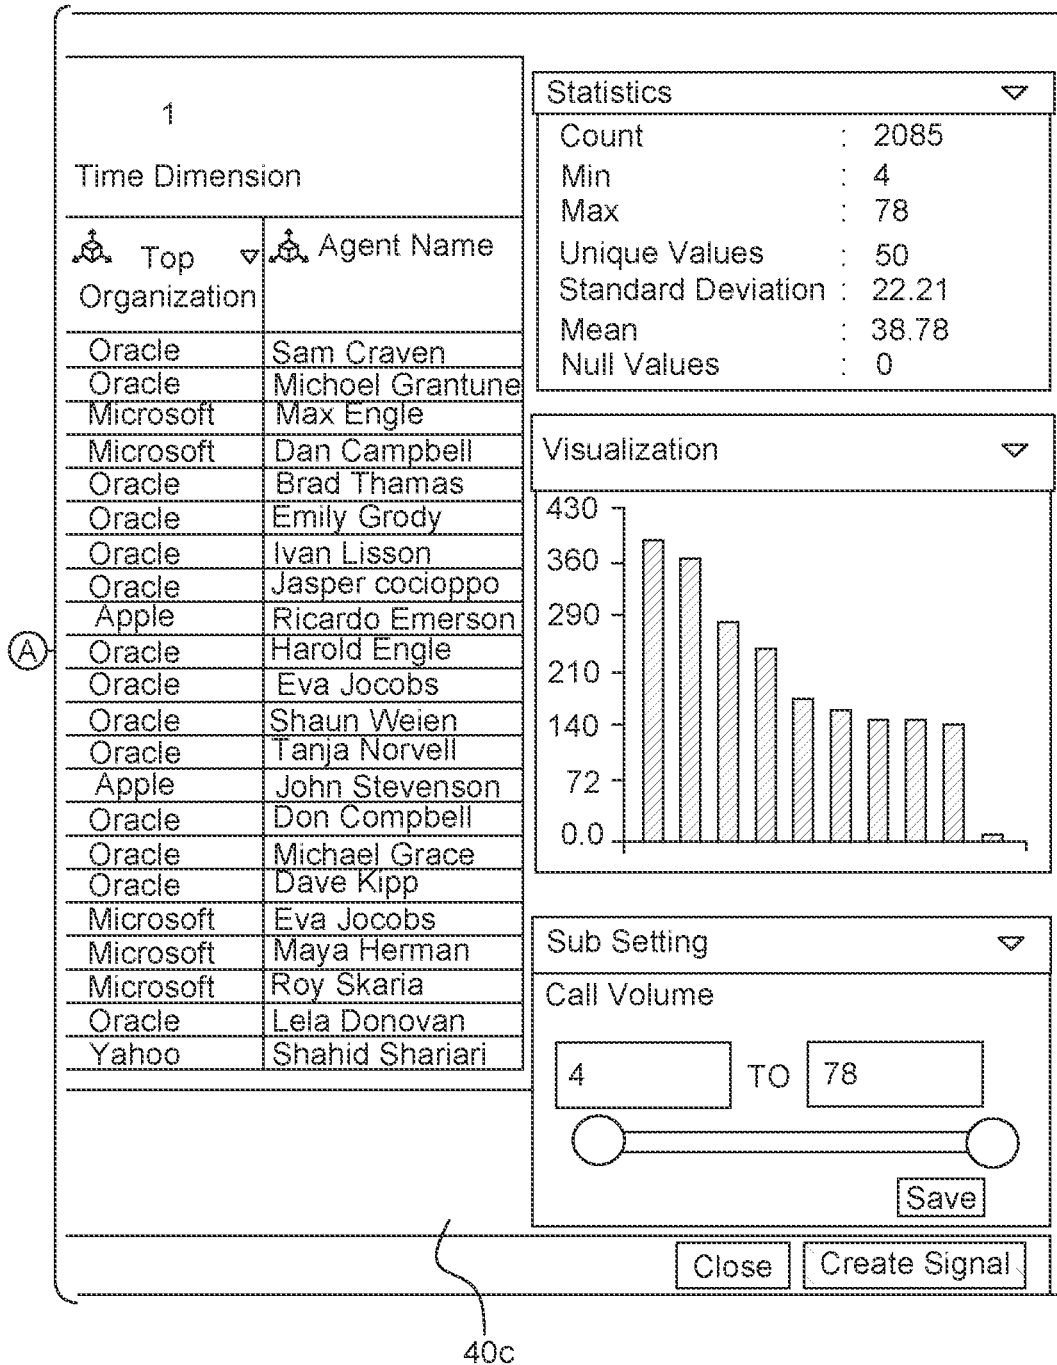 1
Time Dimension
Top Organization
Agent Name
Oracle Sam Craven
Oracle Michoel Grantune
Microsoft Max Engle
Microsoft Dan Campbell
Oracle Brad Thamas
Oracle Emily Grody
Oracle Ivan Lisson
Oracle Jasper cocioppo
Apple Ricardo Emerson
Oracle Harold Engle
Oracle Eva Jocobs
Oracle Shaun Weien
Oracle Tanja Norvell
Apple John Stevenson
Oracle Don Compbell
Oracle Michael Grace
Oracle Dave Kipp
Microsoft Eva Jocobs
Microsoft Maya Herman
Microsoft Roy Skaria
Oracle Lela Donovan
Yahoo Shahid Shariari
A
Statistics
Count : 2085
Min : 4
Max : 78
Unique Values : 50
Standard Deviation : 22.21
Mean : 38.78
Null Values : 0
Visualization
430
360
290
210
140
72
0.0
Sub Setting
Call Volume
4 TO 78
Save
Close Create Signal
40c